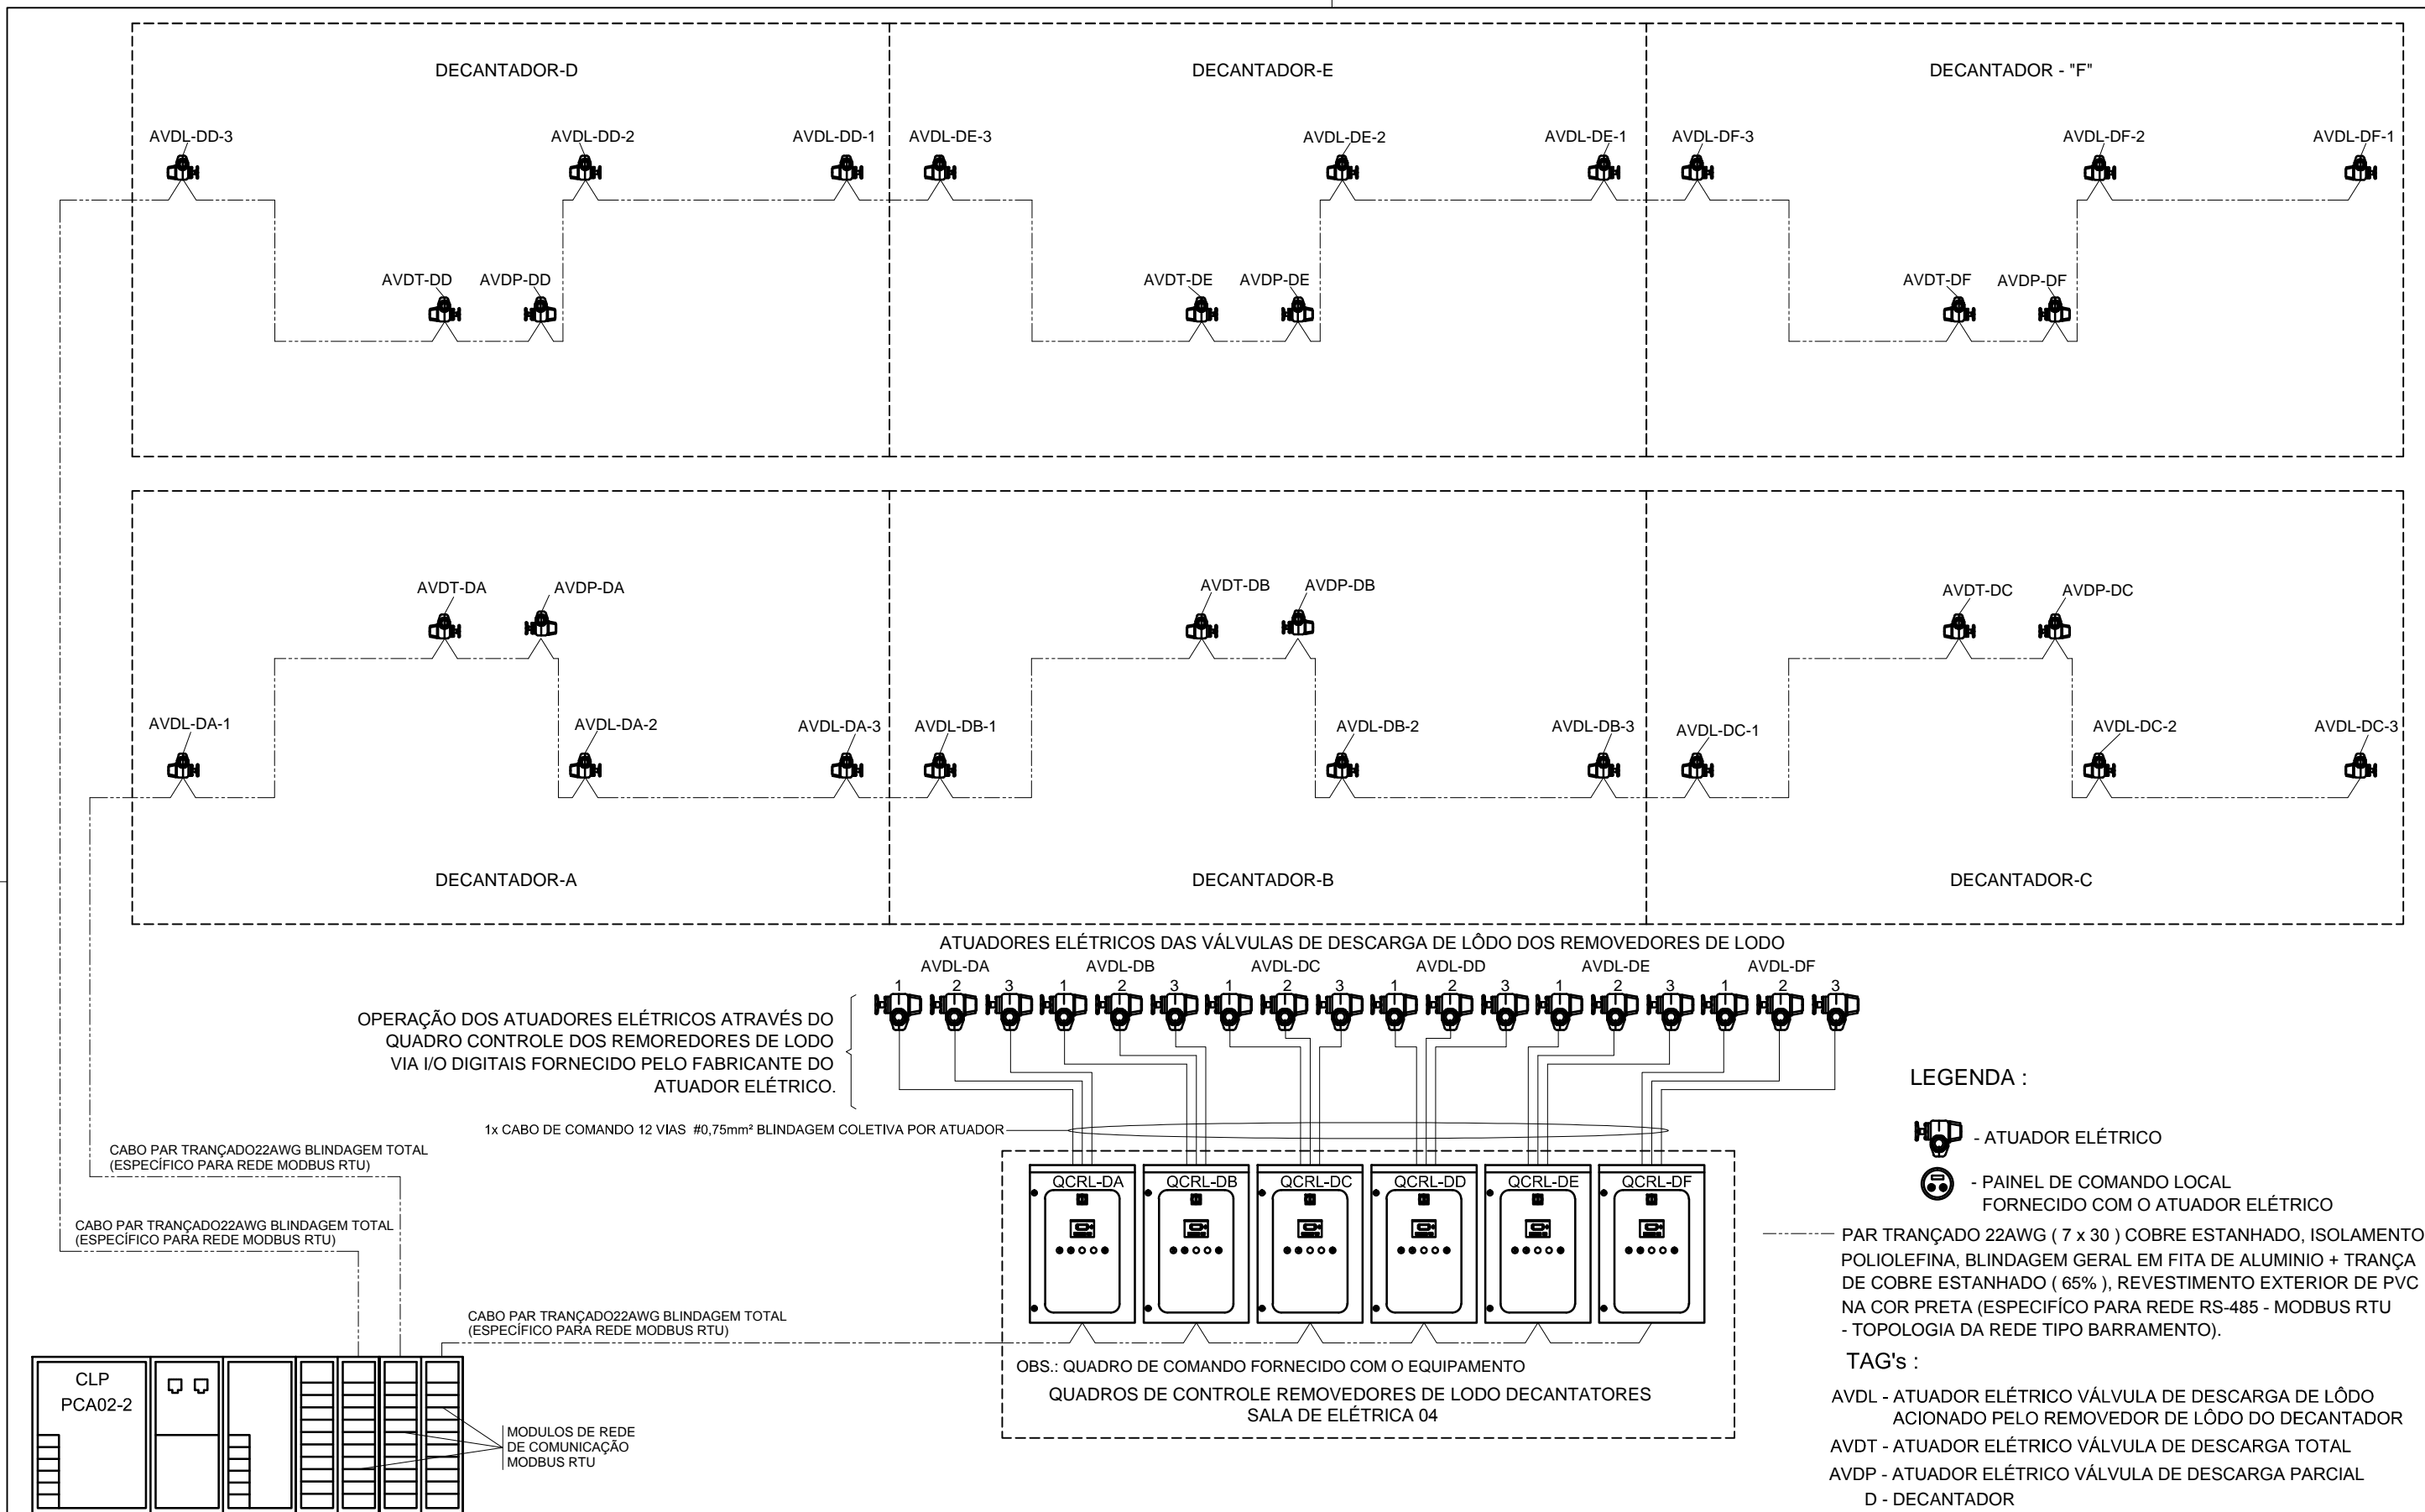 DECANTADOR-D
DECANTADOR-E
DECANTADOR - "F"
AVDL-DD-3
AVDL-DD-2
AVDL-DD-1
AVDL-DE-3
AVDL-DE-2
AVDL-DE-1
AVDL-DF-3
AVDL-DF-2
AVDL-DF-1
AVDT-DD
AVDP-DD
AVDT-DE
AVDP-DE
AVDT-DF
AVDP-DF
AVDT-DA
AVDP-DA
AVDT-DB
AVDP-DB
AVDT-DC
AVDP-DC
AVDL-DA-1
AVDL-DA-2
AVDL-DA-3
AVDL-DB-1
AVDL-DB-2
AVDL-DB-3
AVDL-DC-1
AVDL-DC-2
AVDL-DC-3
DECANTADOR-A
DECANTADOR-B
DECANTADOR-C
ATUADORES ELÉTRICOS DAS VÁLVULAS DE DESCARGA DE LÔDO DOS REMOVEDORES DE LODO
AVDL-DA
AVDL-DB
AVDL-DC
AVDL-DD
AVDL-DE
AVDL-DF
1 2 3 1 2 3 1 2 3 1 2 3 1 2 3 1 2 3
OPERAÇÃO DOS ATUADORES ELÉTRICOS ATRAVÉS DO
QUADRO CONTROLE DOS REMOREDORES DE LODO
VIA I/O DIGITAIS FORNECIDO PELO FABRICANTE DO
ATUADOR ELÉTRICO.
1x CABO DE COMANDO 12 VIAS #0,75mm² BLINDAGEM COLETIVA POR ATUADOR
CABO PAR TRANÇADO22AWG BLINDAGEM TOTAL
(ESPECÍFICO PARA REDE MODBUS RTU)
CABO PAR TRANÇADO22AWG BLINDAGEM TOTAL
(ESPECÍFICO PARA REDE MODBUS RTU)
CABO PAR TRANÇADO22AWG BLINDAGEM TOTAL
(ESPECÍFICO PARA REDE MODBUS RTU)
QCRL-DA
QCRL-DB
QCRL-DC
QCRL-DD
QCRL-DE
QCRL-DF
OBS.: QUADRO DE COMANDO FORNECIDO COM O EQUIPAMENTO
QUADROS DE CONTROLE REMOVEDORES DE LODO DECANTATORES
SALA DE ELÉTRICA 04
CLP
PCA02-2
MODULOS DE REDE
DE COMUNICAÇÃO
MODBUS RTU
LEGENDA :
- ATUADOR ELÉTRICO
- PAINEL DE COMANDO LOCAL
FORNECIDO COM O ATUADOR ELÉTRICO
PAR TRANÇADO 22AWG ( 7 x 30 ) COBRE ESTANHADO, ISOLAMENTO
POLIOLEFINA, BLINDAGEM GERAL EM FITA DE ALUMINIO + TRANÇA
DE COBRE ESTANHADO ( 65% ), REVESTIMENTO EXTERIOR DE PVC
NA COR PRETA (ESPECIFÍCO PARA REDE RS-485 - MODBUS RTU
- TOPOLOGIA DA REDE TIPO BARRAMENTO).
TAG's :
AVDL - ATUADOR ELÉTRICO VÁLVULA DE DESCARGA DE LÔDO
ACIONADO PELO REMOVEDOR DE LÔDO DO DECANTADOR
AVDT - ATUADOR ELÉTRICO VÁLVULA DE DESCARGA TOTAL
AVDP - ATUADOR ELÉTRICO VÁLVULA DE DESCARGA PARCIAL
D - DECANTADOR